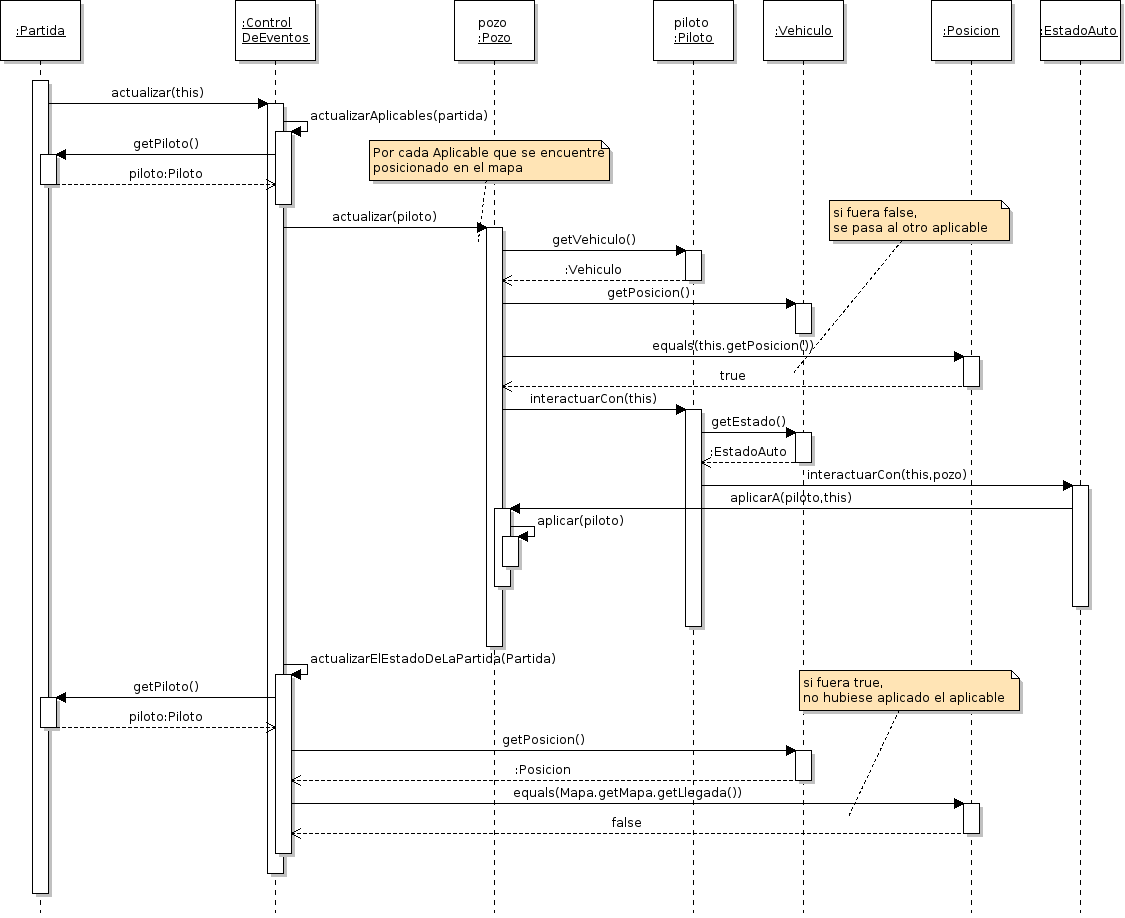 :Partida
:Control
DeEventos
pozo
:Pozo
piloto
:Piloto
:Vehiculo
:Posicion
:EstadoAuto
actualizar(this)
actualizarAplicables(partida)
getPiloto()
piloto:Piloto
Por cada Aplicable que se encuentre
posicionado en el mapa
actualizar(piloto)
si fuera false,
se pasa al otro aplicable
getVehiculo()
:Vehiculo
getPosicion()
equals(this.getPosicion())
true
interactuarCon(this)
getEstado()
:EstadoAuto
interactuarCon(this,pozo)
aplicarA(piloto,this)
aplicar(piloto)
actualizarElEstadoDeLaPartida(Partida)
getPiloto()
piloto:Piloto
si fuera true,
no hubiese aplicado el aplicable
getPosicion()
:Posicion
equals(Mapa.getMapa.getLlegada())
false